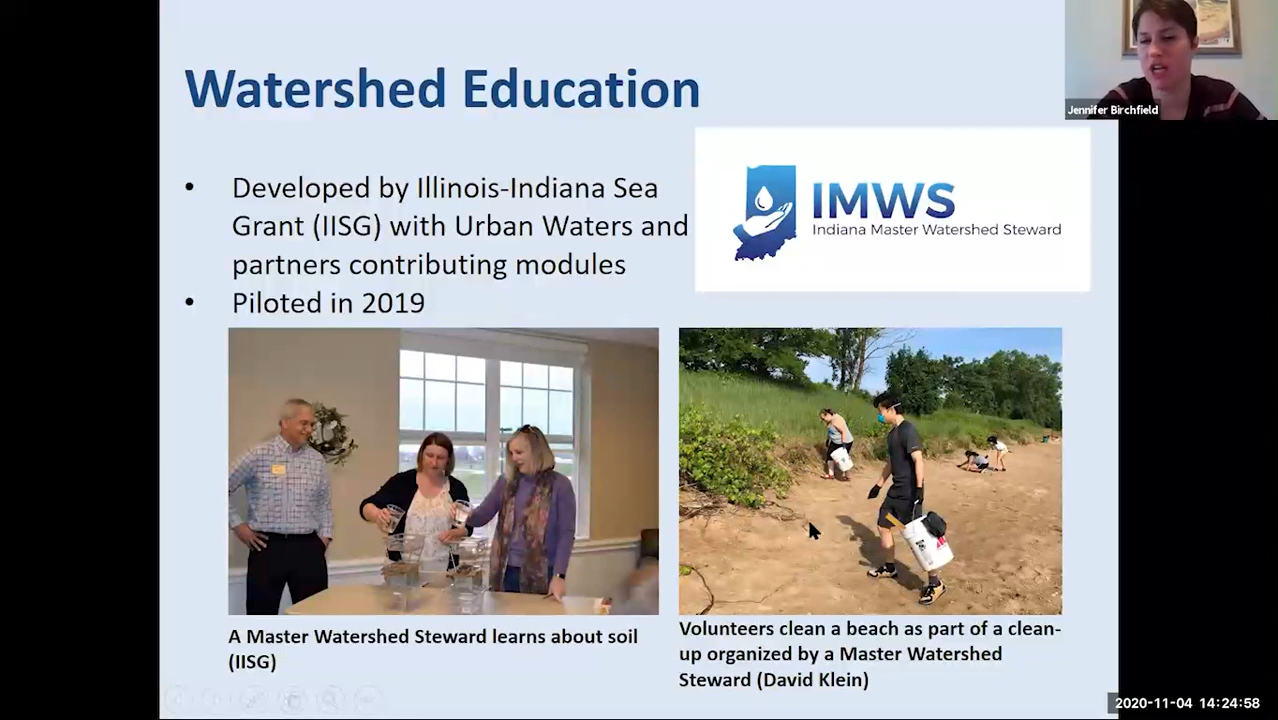 Watershed Education
Jennifer Birchfield
• Developed by Illinois-Indiana Sea
Grant (IISG) with Urban Waters and
partners contributing modules
• Piloted in 2019
IMWS
Indiana Master Watershed Steward
A Master Watershed Steward learns about soil
(IISG)
Volunteers clean a beach as part of a clean-
up organized by a Master Watershed
Steward (David Klein)
2020-11-04 14:24:58